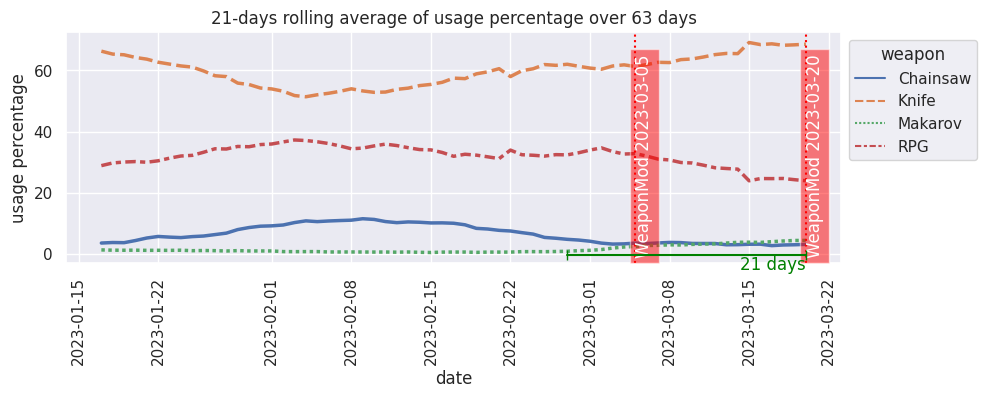 21-days rolling average of usage percentage over 63 days
usage percentage
60
40
20
0
WeaponMod 2023-03-05
WeaponMod 2023-03-20
21 days
2023-01-15
2023-01-22
2023-02-01
2023-02-08
2023-02-15
2023-02-22
2023-03-01
2023-03-08
2023-03-15
2023-03-22
date
weapon
Chainsaw
Knife
Makarov
RPG